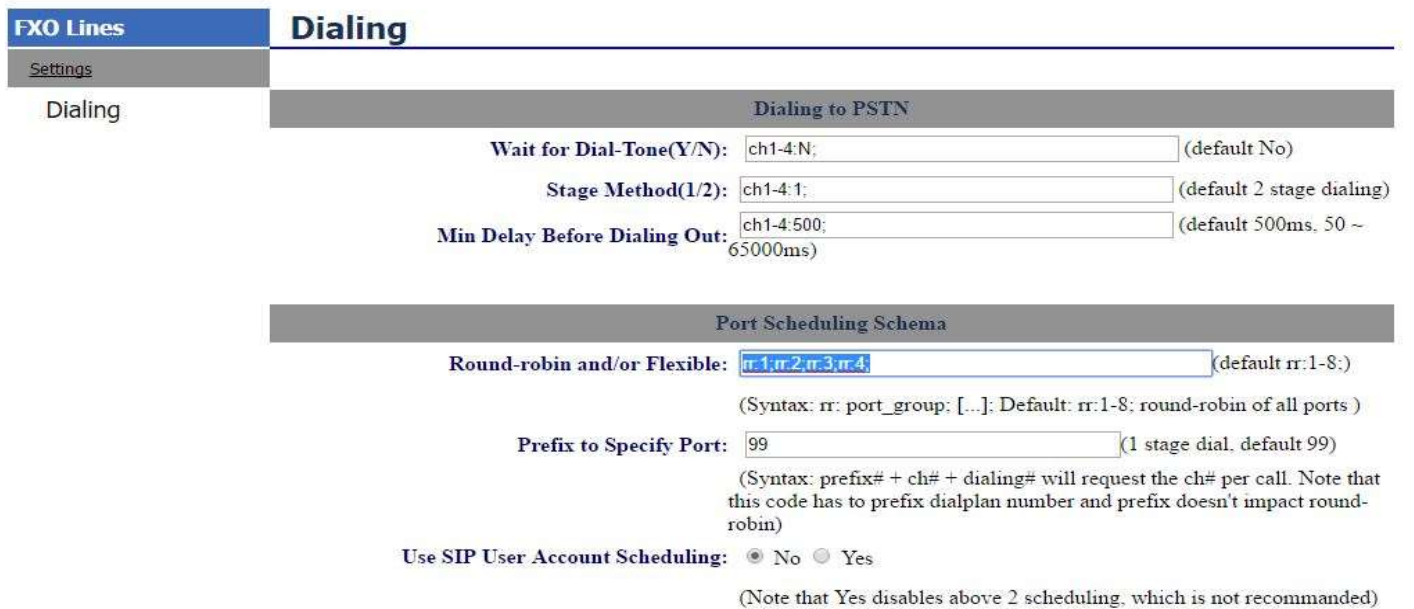 FXO Lines
Dialing
Settings
Dialing
Dialing to PSTN
Wait for Dial-Tone(Y/N): ch1-4:N; (default No)
Stage Method(1/2): ch1-4:1; (default 2 stage dialing)
Min Delay Before Dialing Out: ch1-4:500; (default 500ms, 50 ~
65000ms)
Port Scheduling Schema
Round-robin and/or Flexible: rr:1;rr:2;rr:3;rr:4; (default rr:1-8;)
(Syntax: rr: port_group; [...]; Default: rr:1-8; round-robin of all ports )
Prefix to Specify Port: 99 (1 stage dial, default 99)
(Syntax: prefix# + ch# + dialing# will request the ch# per call. Note that
this code has to prefix dialplan number and prefix doesn't impact round-
robin)
Use SIP User Account Scheduling: No Yes
(Note that Yes disables above 2 scheduling, which is not recommanded)